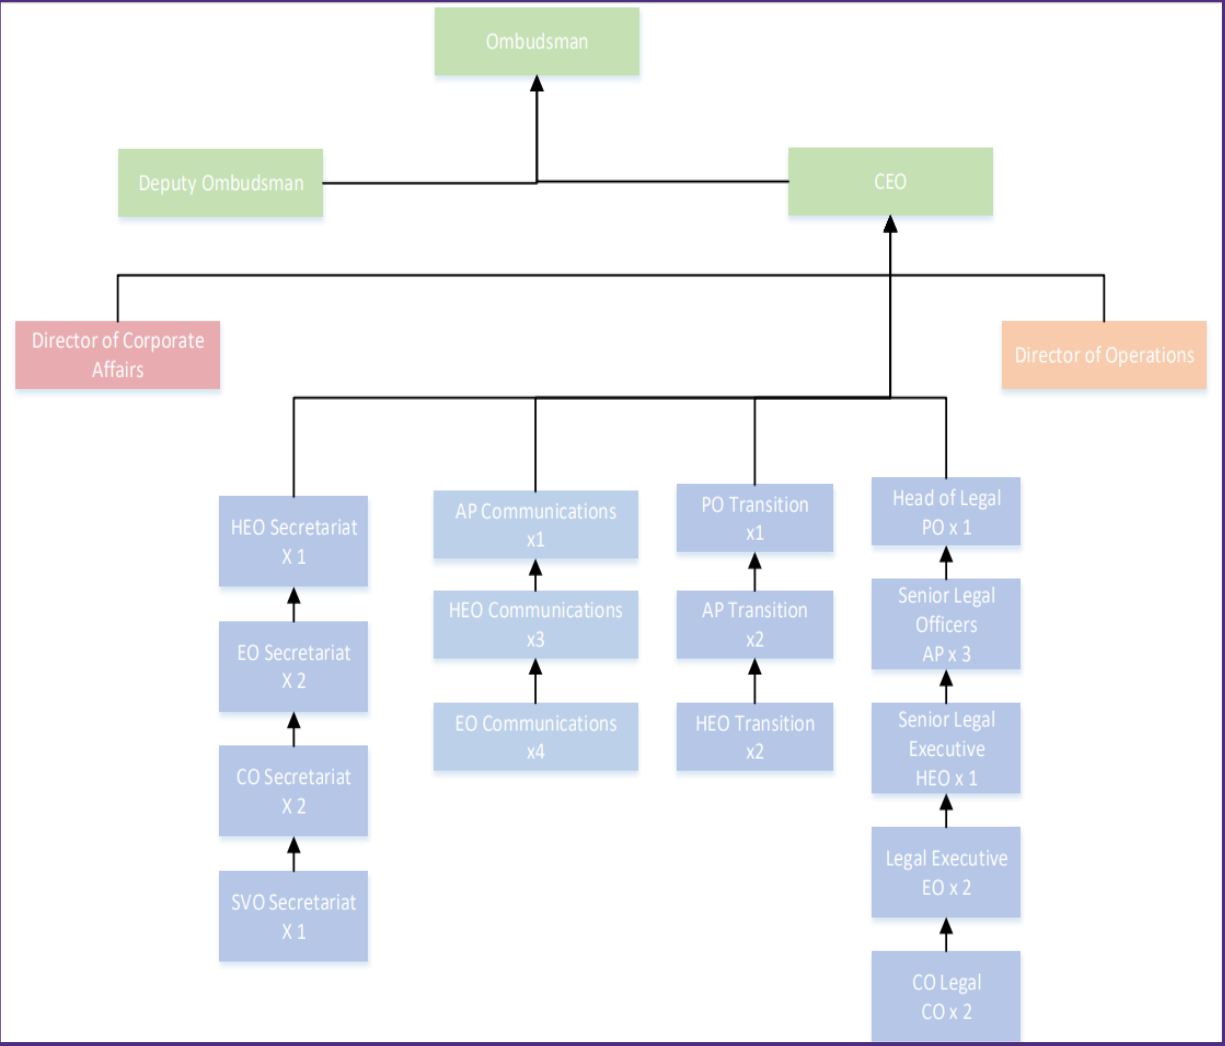 Ombudsman
Deputy Ombudsman
CEO
Director of Corporate
Affairs
Director of Operations
HEO Secretariat
X 1
EO Secretariat
X 2
CO Secretariat
X 2
SVO Secretariat
X 1
AP Communications
x1
HEO Communications
x3
EO Communications
x4
PO Transition
x1
AP Transition
x2
HEO Transition
x2
Head of Legal
PO x 1
Senior Legal
Officers
AP x 3
Senior Legal
Executive
HEO x 1
Legal Executive
EO x 2
CO Legal
CO x 2